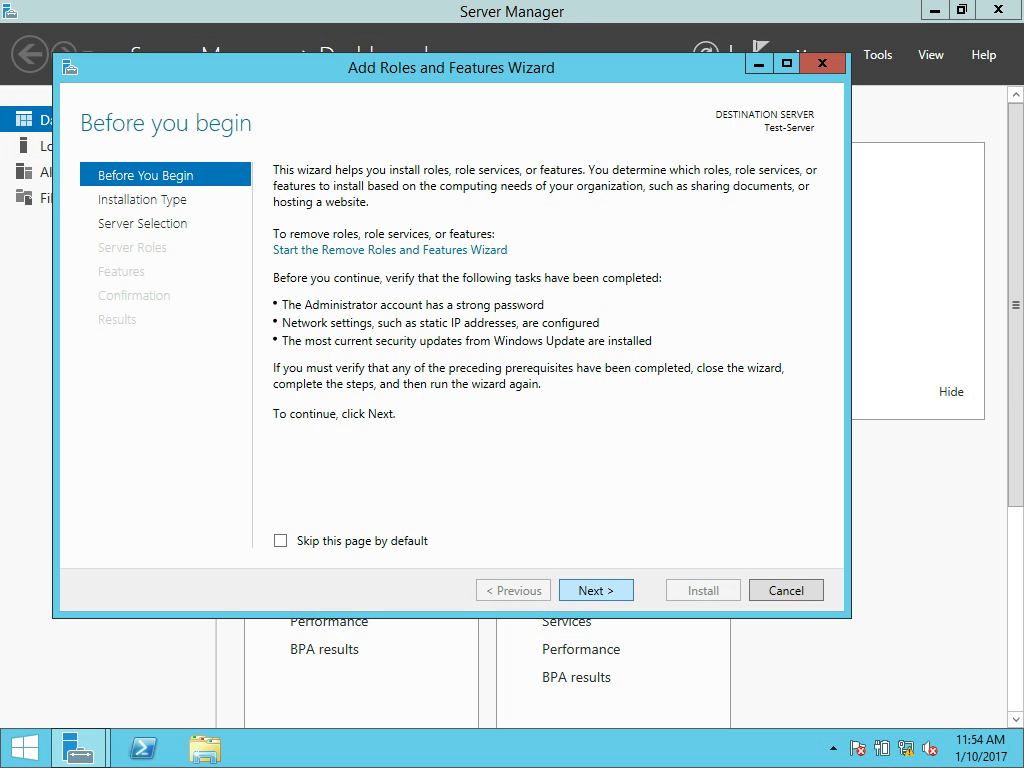 Server Manager
Tools
View
Help
Add Roles and Features Wizard
Before you begin
DESTINATION SERVER
Test-Server
Before You Begin
Installation Type
Server Selection
Server Roles
Features
Confirmation
Results
This wizard helps you install roles, role services, or features. You determine which roles, role services, or
features to install based on the computing needs of your organization, such as sharing documents, or
hosting a website.
To remove roles, role services, or features:
Start the Remove Roles and Features Wizard
Before you continue, verify that the following tasks have been completed:
• The Administrator account has a strong password
• Network settings, such as static IP addresses, are configured
• The most current security updates from Windows Update are installed
If you must verify that any of the preceding prerequisites have been completed, close the wizard,
complete the steps, and then run the wizard again.
To continue, click Next.
Skip this page by default
< Previous
Next >
Install
Cancel
Hide
Performance
BPA results
Services
Performance
BPA results
11:54 AM
1/10/2017